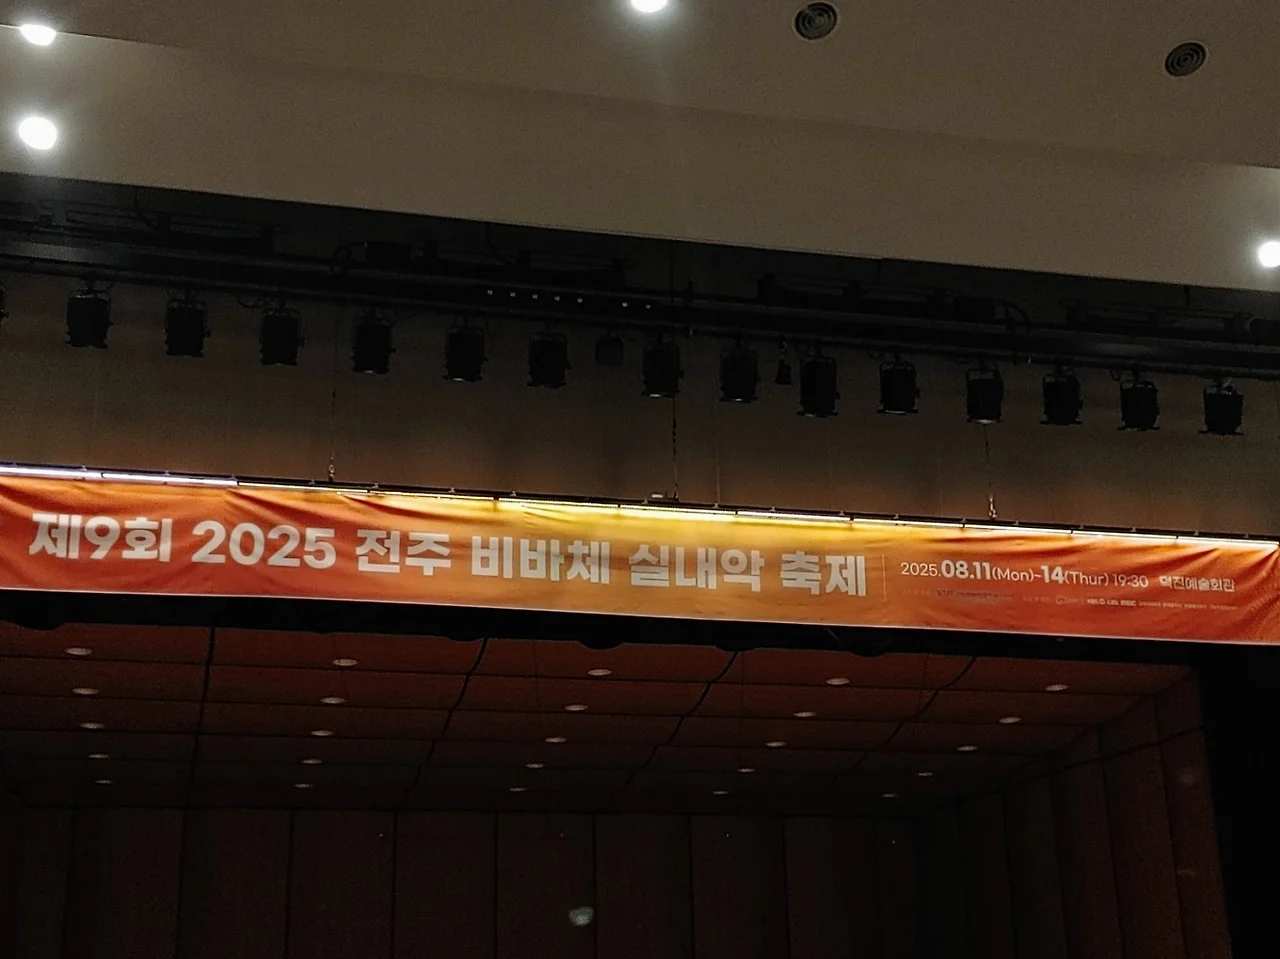 제9회 2025 전주 비바체 실내악 축제
2025.08.11(Mon)-14(Thur) 19:30 덕진예술회관